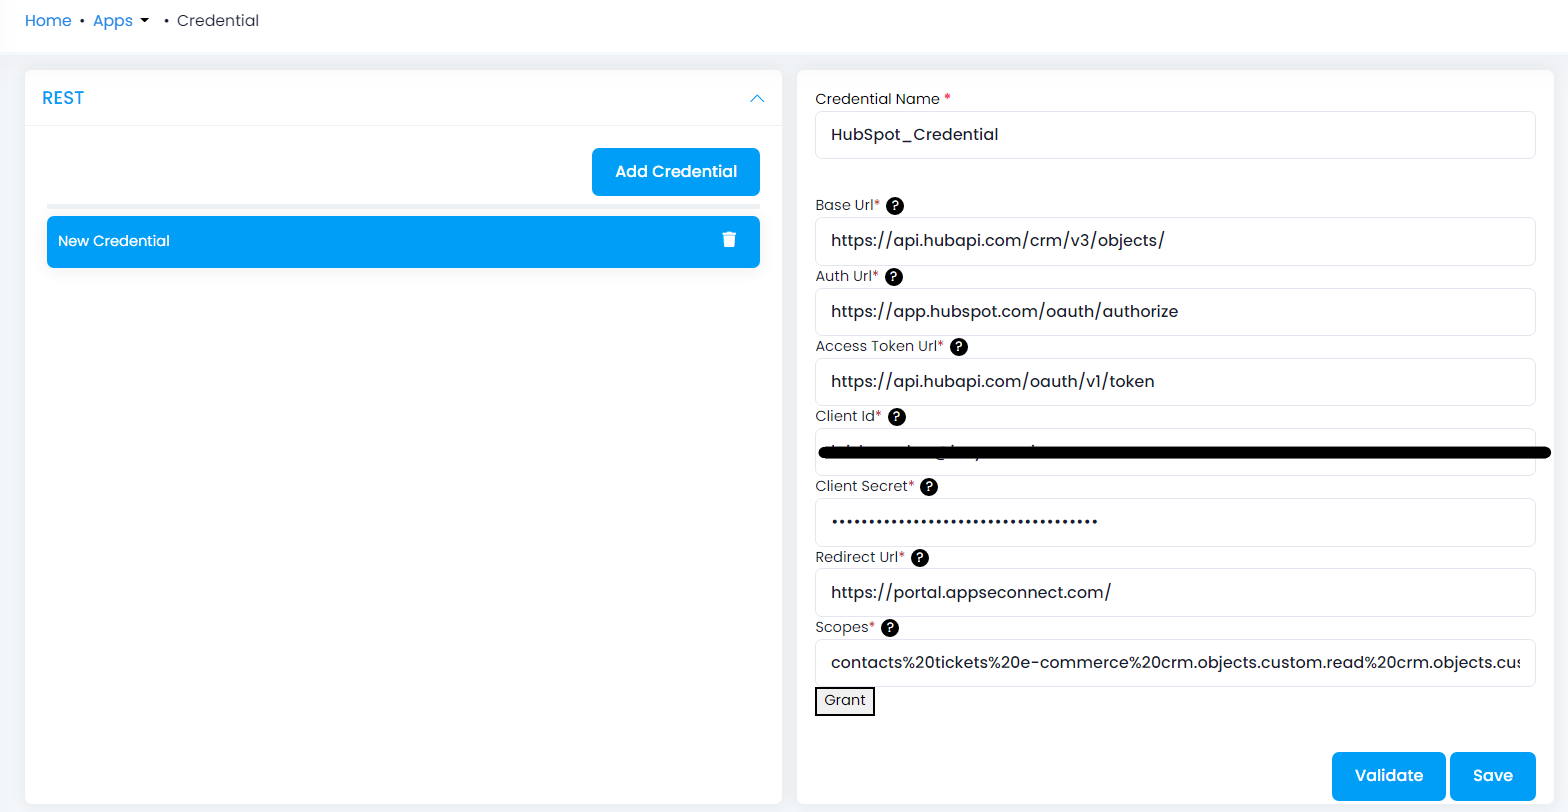 Home • Apps • Credential
REST
Add Credential
New Credential
Credential Name *
HubSpot_Credential
Base Url* ?
https://api.hubapi.com/crm/v3/objects/
Auth Url* ?
https://app.hubspot.com/oauth/authorize
Access Token Url* ?
https://api.hubapi.com/oauth/v1/token
Client Id* ?
Client Secret* ?
••••••••••••••••••••••••••••••••••••
Redirect Url* ?
https://portal.appseconnect.com/
Scopes* ?
contacts%20tickets%20e-commerce%20crm.objects.custom.read%20crm.objects.cus
Grant
Validate
Save